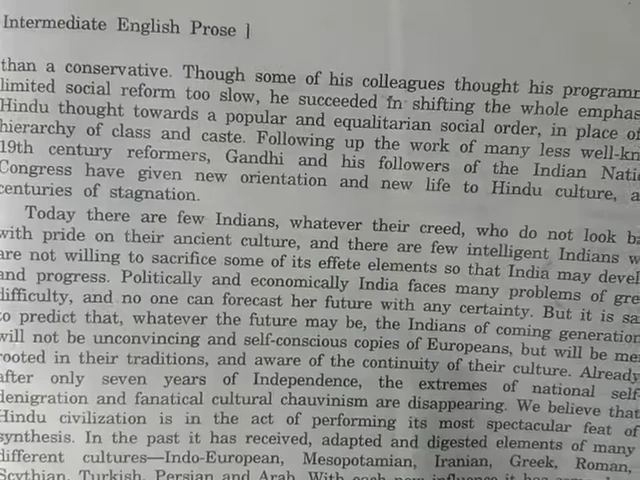 Intermediate English Prose ]
than a conservative. Though some of his colleagues thought his
limited social reform too slow, he succeeded in shifting the whole
Hindu thought towards a popular and equalitarian social order, in place of
hierarchy of class and caste. Following up the work of many less
19th century reformers, Gandhi and his followers of the Indian
Congress have given new orientation and new life to Hindu culture,
centuries of stagnation.
Today there are few Indians, whatever their creed, who do not look
with pride on their ancient culture, and there are few intelligent Indians
are not willing to sacrifice some of its effete elements so that India may
and progress. Politically and economically India faces many problems of
difficulty, and no one can forecast her future with any certainty. But it is
to predict that, whatever the future may be, the Indians of coming generation
will not be unconvincing and self-conscious copies of Europeans, but will be
rooted in their traditions, and aware of the continuity of their culture. Already
after only seven years of Independence, the extremes of national self-
denigration and fanatical cultural chauvinism are disappearing. We believe that
Hindu civilization is in the act of performing its most spectacular feat of
synthesis. In the past it has received, adapted and digested elements of many
different cultures—Indo-European, Mesopotamian, Iranian, Greek, Roman,
Scythian, Turkish, Persian and Arab. With each new influence it has